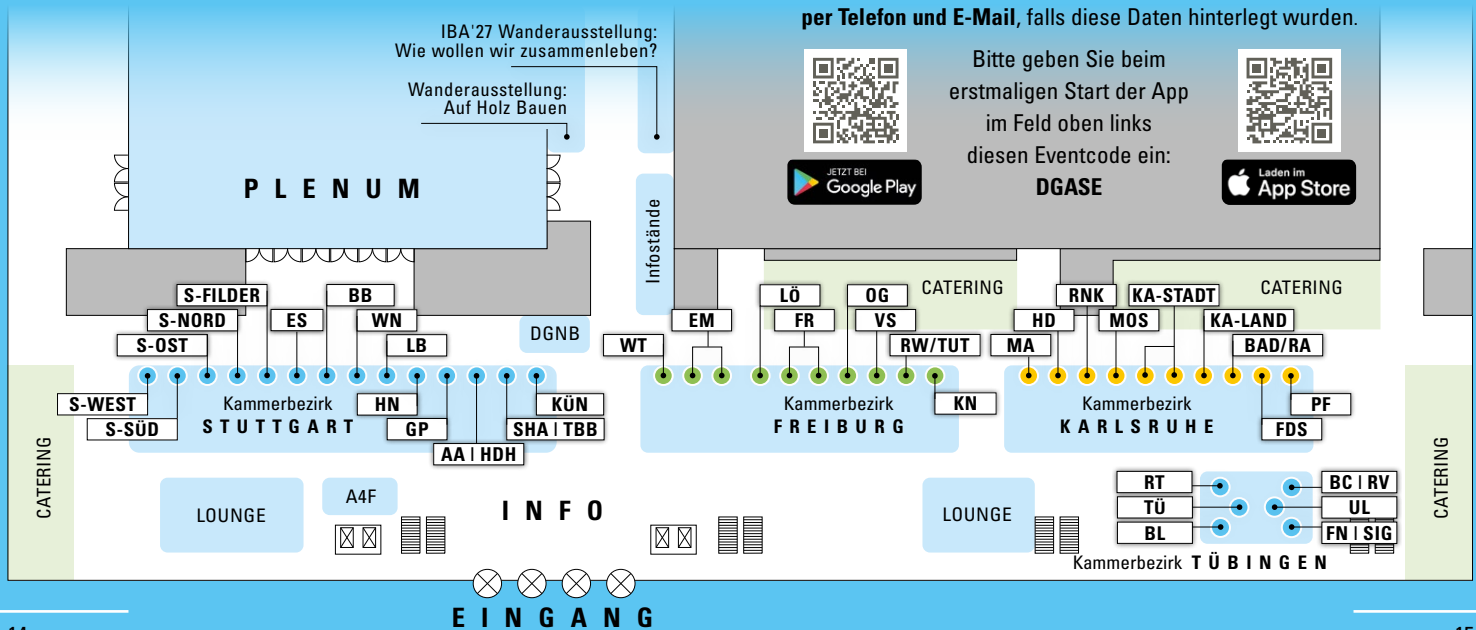 per Telefon und E-Mail, falls diese Daten hinterlegt wurden.
IBA'27 Wanderausstellung:
Wie wollen wir zusammenleben?
Wanderausstellung:
Auf Holz Bauen
Bitte geben Sie beim
erstmaligen Start der App
im Feld oben links
diesen Eventcode ein:
DGASE
JETZT BEI
Google Play
Laden im
App Store
PLENUM
Infostände
DGNB
CATERING
CATERING
S-FILDER
BB
S-NORD
ES
WN
S-OST
LB
S-WEST
S-SÜD
Kammerbezirk
STUTTGART
HN
GP
AA | HDH
SHA | TBB
KÜN
WT
EM
LÖ
FR
OG
VS
RW/TUT
KN
Kammerbezirk
FREIBURG
MA
HD
RNK
MOS
KA-STADT
KA-LAND
BAD/RA
PF
FDS
Kammerbezirk
KARLSRUHE
CATERING
LOUNGE
A4F
INFO
LOUNGE
RT
TÜ
BL
BC | RV
UL
FN | SIG
Kammerbezirk TÜBINGEN
CATERING
EINGANG